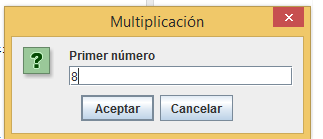 Multiplicación
Primer número
8
Aceptar Cancelar